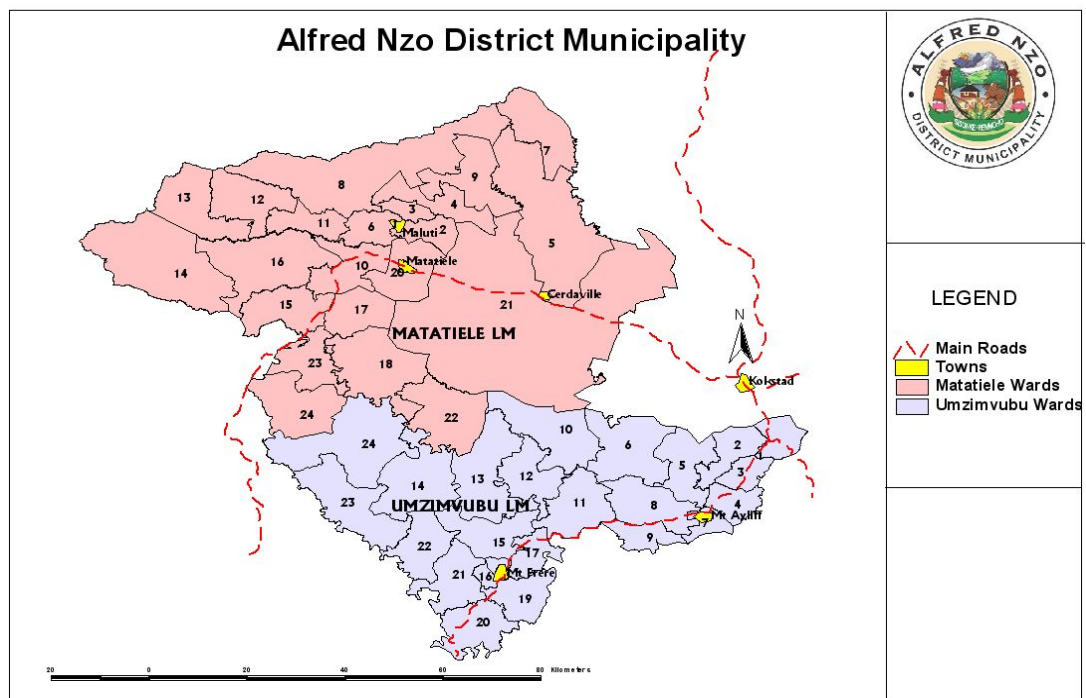 Alfred Nzo District Municipality
ALFRED NZO
DISTRICT MUNICIPALITY
7
9
8
13
12
4
3
11
6
2
Maluti
5
16
10
20
Matatiele
14
Cerdaville
15
17
21
MATATIELE LM
23
18
24
22
N
Kokstad
LEGEND
Main Roads
Towns
Matatiele Wards
Umzimvubu Wards
10
24
6
2
1
5
3
14
13
12
23
UMZIMVUBU LM
11
8
4
Mt Ayliff
7
9
22
15
17
21
16
Mt Frere
19
20
20
0
20
40
60
80 Kilometers